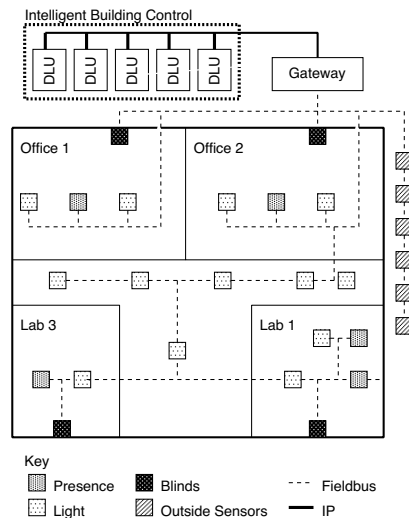 Intelligent Building Control
DLU DLU DLU DLU DLU
Gateway
Office 1
Office 2
Lab 3
Lab 1
Key
Presence Blinds Fieldbus
Light Outside Sensors IP